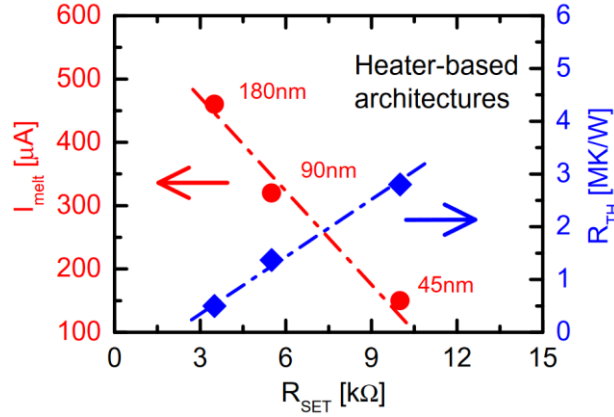 600
500
400
300
200
100
I_melt [µA]
6
5
4
3
2
1
0
R_TH [MK/W]
Heater-based
architectures
180nm
90nm
45nm
0 3 6 9 12 15
R_SET [kΩ]